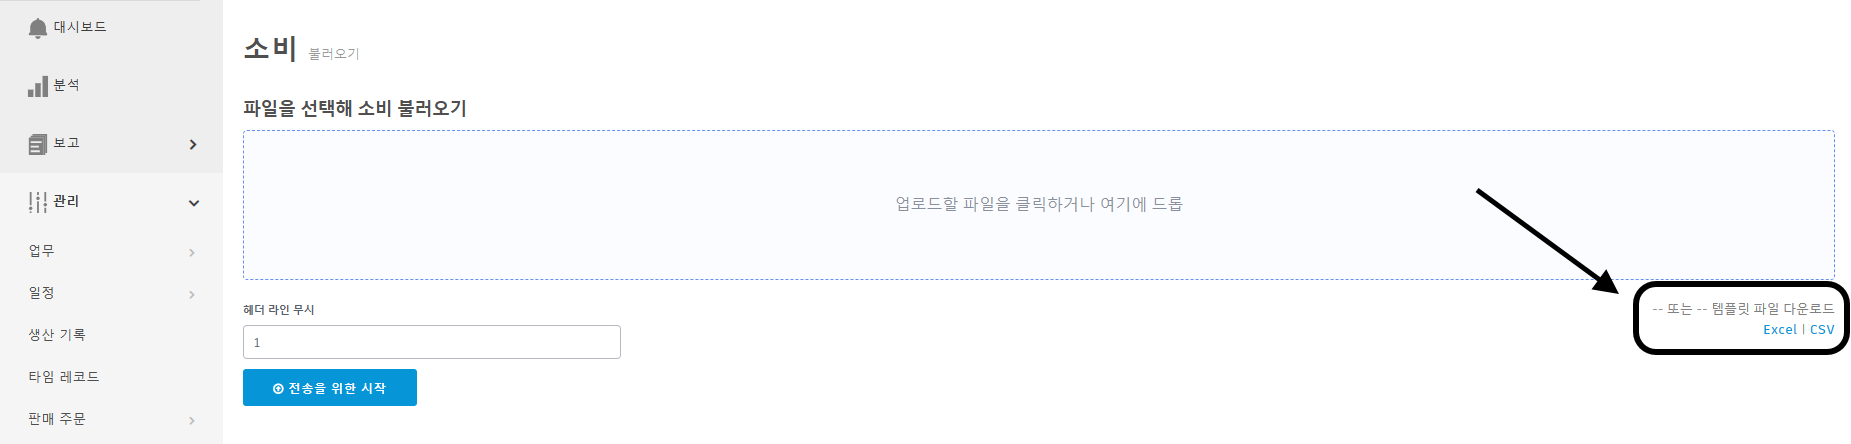 대시보드
분석
보고
관리
업무
일정
생산 기록
타임 레코드
판매 주문
소비 불러오기
파일을 선택해 소비 불러오기
업로드할 파일을 클릭하거나 여기에 드롭
헤더 라인 무시
1
전송을 위한 시작
-- 또는 -- 템플릿 파일 다운로드
Excel | CSV